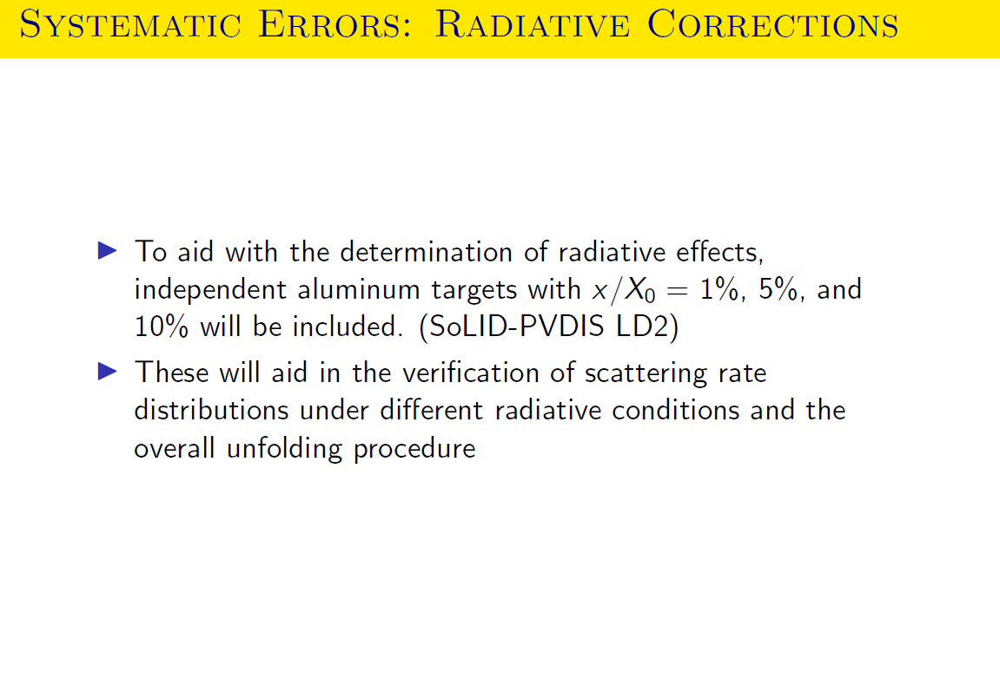 Systematic Errors: Radiative Corrections
▶ To aid with the determination of radiative effects,
independent aluminum targets with x/X₀ = 1%, 5%, and
10% will be included. (SoLID-PVDIS LD2)
▶ These will aid in the verification of scattering rate
distributions under different radiative conditions and the
overall unfolding procedure